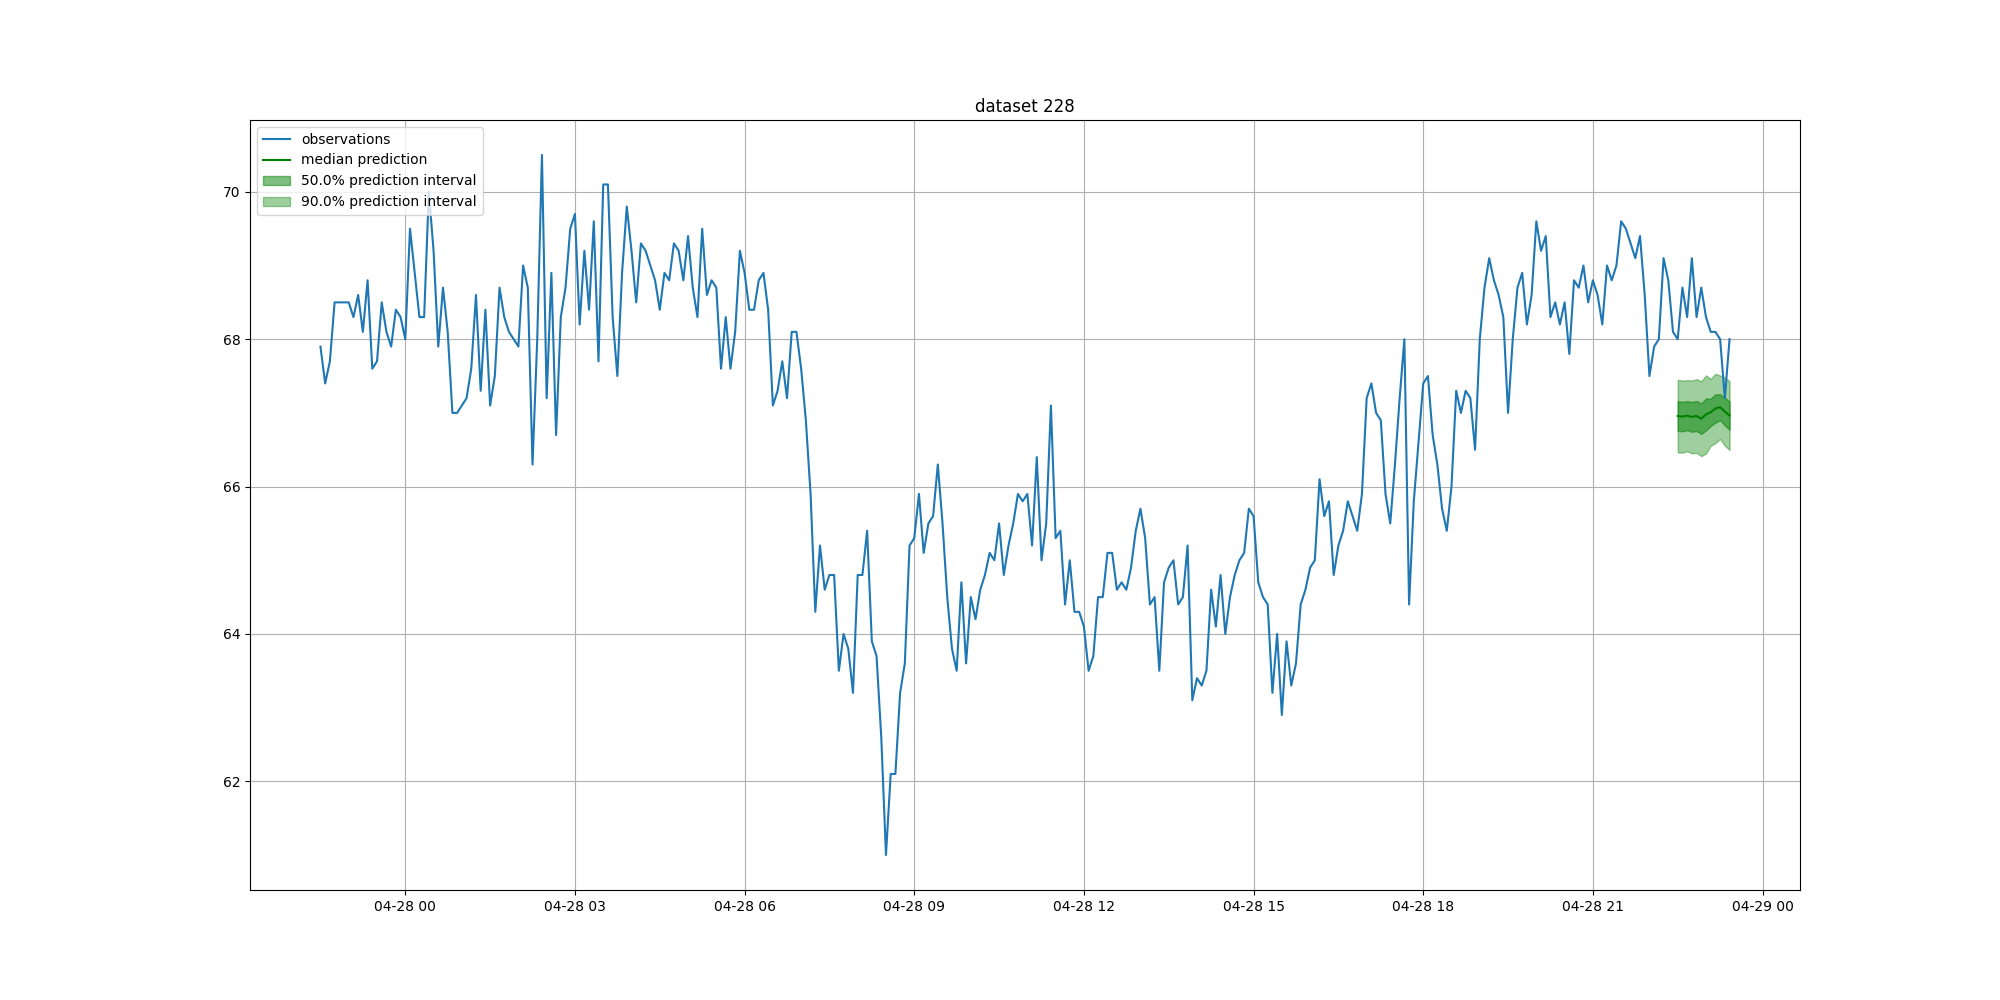 dataset 228
observations
median prediction
50.0% prediction interval
90.0% prediction interval
70
68
66
64
62
04-28 00
04-28 03
04-28 06
04-28 09
04-28 12
04-28 15
04-28 18
04-28 21
04-29 00